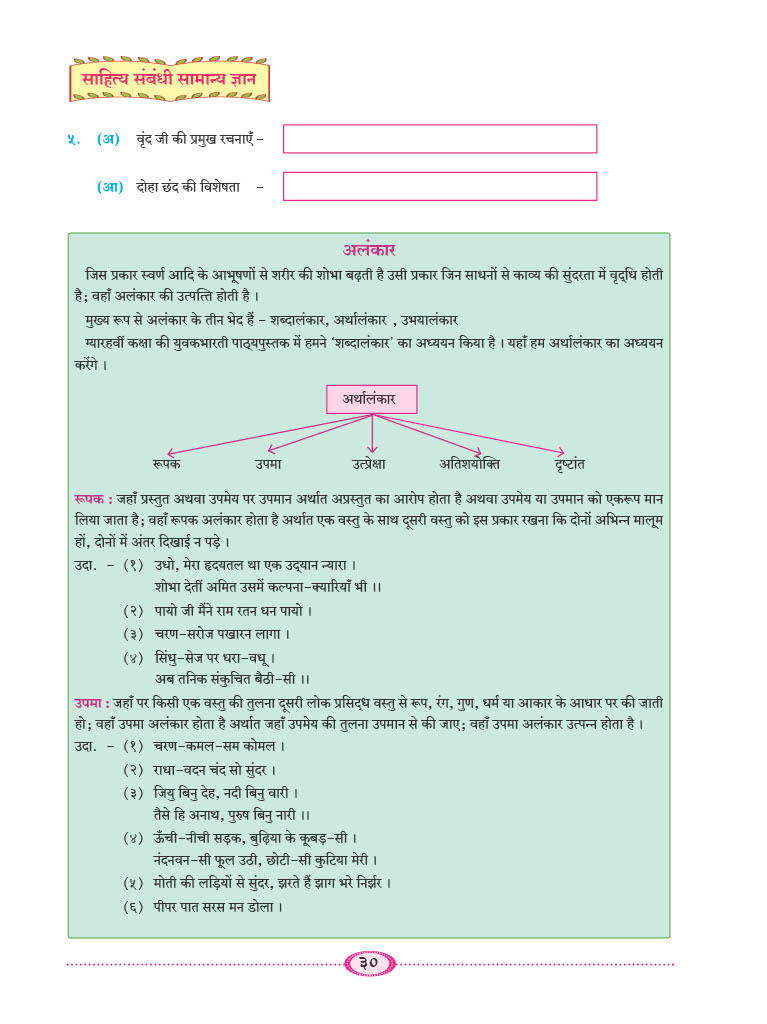 साहित्य संबंधी सामान्य ज्ञान
५. (अ) वृंद जी की प्रमुख रचनाएँ –
(आ) दोहा छंद की विशेषता –
अलंकार
जिस प्रकार स्वर्ण आदि के आभूषणों से शरीर की शोभा बढ़ती है उसी प्रकार जिन साधनों से काव्य की सुंदरता में वृद्‌धि होती
है; वहाँ अलंकार की उत्पत्ति होती है ।
मुख्य रूप से अलंकार के तीन भेद हैं – शब्दालंकार, अर्थालंकार , उभयालंकार
ग्यारहवीं कक्षा की युवकभारती पाठ्‌यपुस्तक में हमने ‘शब्दालंकार’ का अध्ययन किया है । यहाँ हम अर्थालंकार का अध्ययन
करेंगे ।
अर्थालंकार
रूपक उपमा उत्प्रेक्षा अतिशयोक्ति दृष्टांत
रूपक : जहाँ प्रस्तुत अथवा उपमेय पर उपमान अर्थात अप्रस्तुत का आरोप होता है अथवा उपमेय या उपमान को एकरूप मान
लिया जाता है; वहाँ रूपक अलंकार होता है अर्थात एक वस्तु के साथ दूसरी वस्तु को इस प्रकार रखना कि दोनों अभिन्न मालूम
हों, दोनों में अंतर दिखाई न पड़े ।
उदा. – (१) उधो, मेरा हृदयतल था एक उद्‌यान न्यारा ।
शोभा देतीं अमित उसमें कल्पना-क्यारियाँ भी ।।
(२) पायो जी मैंने राम रतन धन पायो ।
(३) चरण-सरोज पखारन लागा ।
(४) सिंधु-सेज पर धरा-वधू ।
अब तनिक संकुचित बैठी-सी ।।
उपमा : जहाँ पर किसी एक वस्तु की तुलना दूसरी लोक प्रसिद्‌ध वस्तु से रूप, रंग, गुण, धर्म या आकार के आधार पर की जाती
हो; वहाँ उपमा अलंकार होता है अर्थात जहाँ उपमेय की तुलना उपमान से की जाए; वहाँ उपमा अलंकार उत्पन्न होता है ।
उदा. – (१) चरण-कमल-सम कोमल ।
(२) राधा-वदन चंद सो सुंदर ।
(३) जियु बिनु देह, नदी बिनु वारी ।
तैसे हि अनाथ, पुरुष बिनु नारी ।।
(४) ऊँची-नीची सड़क, बुढ़िया के कूबड़-सी ।
नंदनवन-सी फूल उठी, छोटी-सी कुटिया मेरी ।
(५) मोती की लड़ियों से सुंदर, झरते हैं झाग भरे निर्झर ।
(६) पीपर पात सरस मन डोला ।
३०